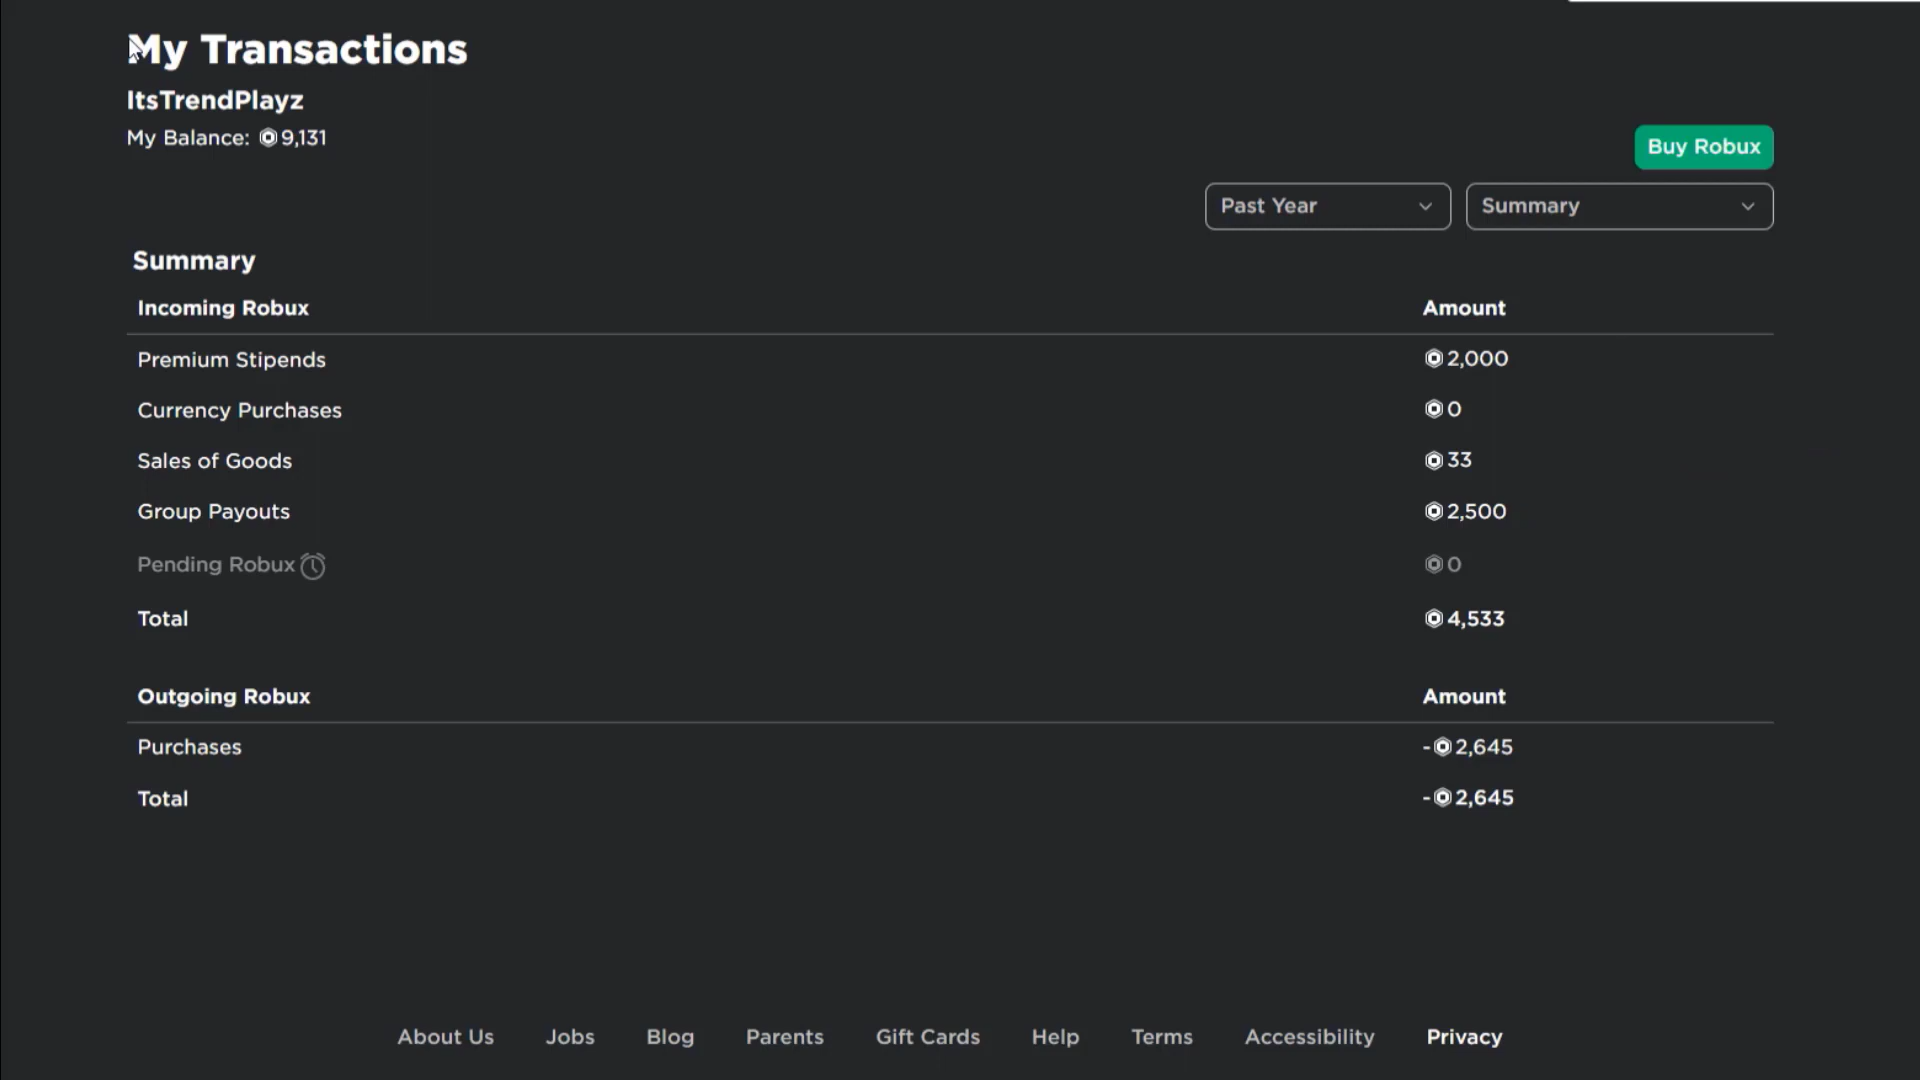 My Transactions
ItsTrendPlayz
My Balance: 9,131
Buy Robux
Past Year Summary
Summary
Incoming Robux Amount
Premium Stipends 2,000
Currency Purchases 0
Sales of Goods 33
Group Payouts 2,500
Pending Robux 0
Total 4,533
Outgoing Robux Amount
Purchases -2,645
Total -2,645
About Us Jobs Blog Parents Gift Cards Help Terms Accessibility Privacy